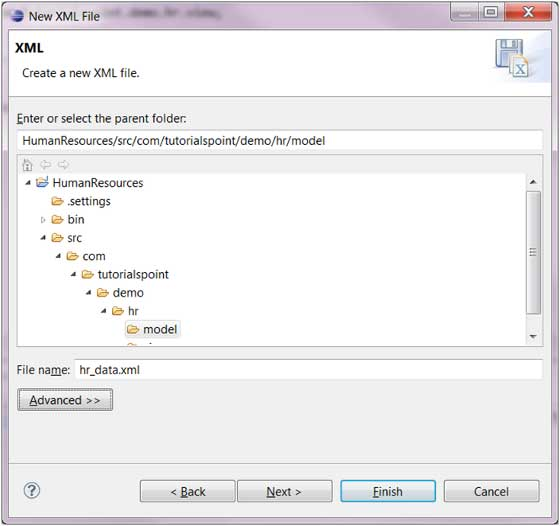 New XML File
XML
Create a new XML file.
Enter or select the parent folder:
HumanResources/src/com/tutorialspoint/demo/hr/model
HumanResources
.settings
bin
src
com
tutorialspoint
demo
hr
model
File name: hr_data.xml
Advanced >>
< Back Next > Finish Cancel